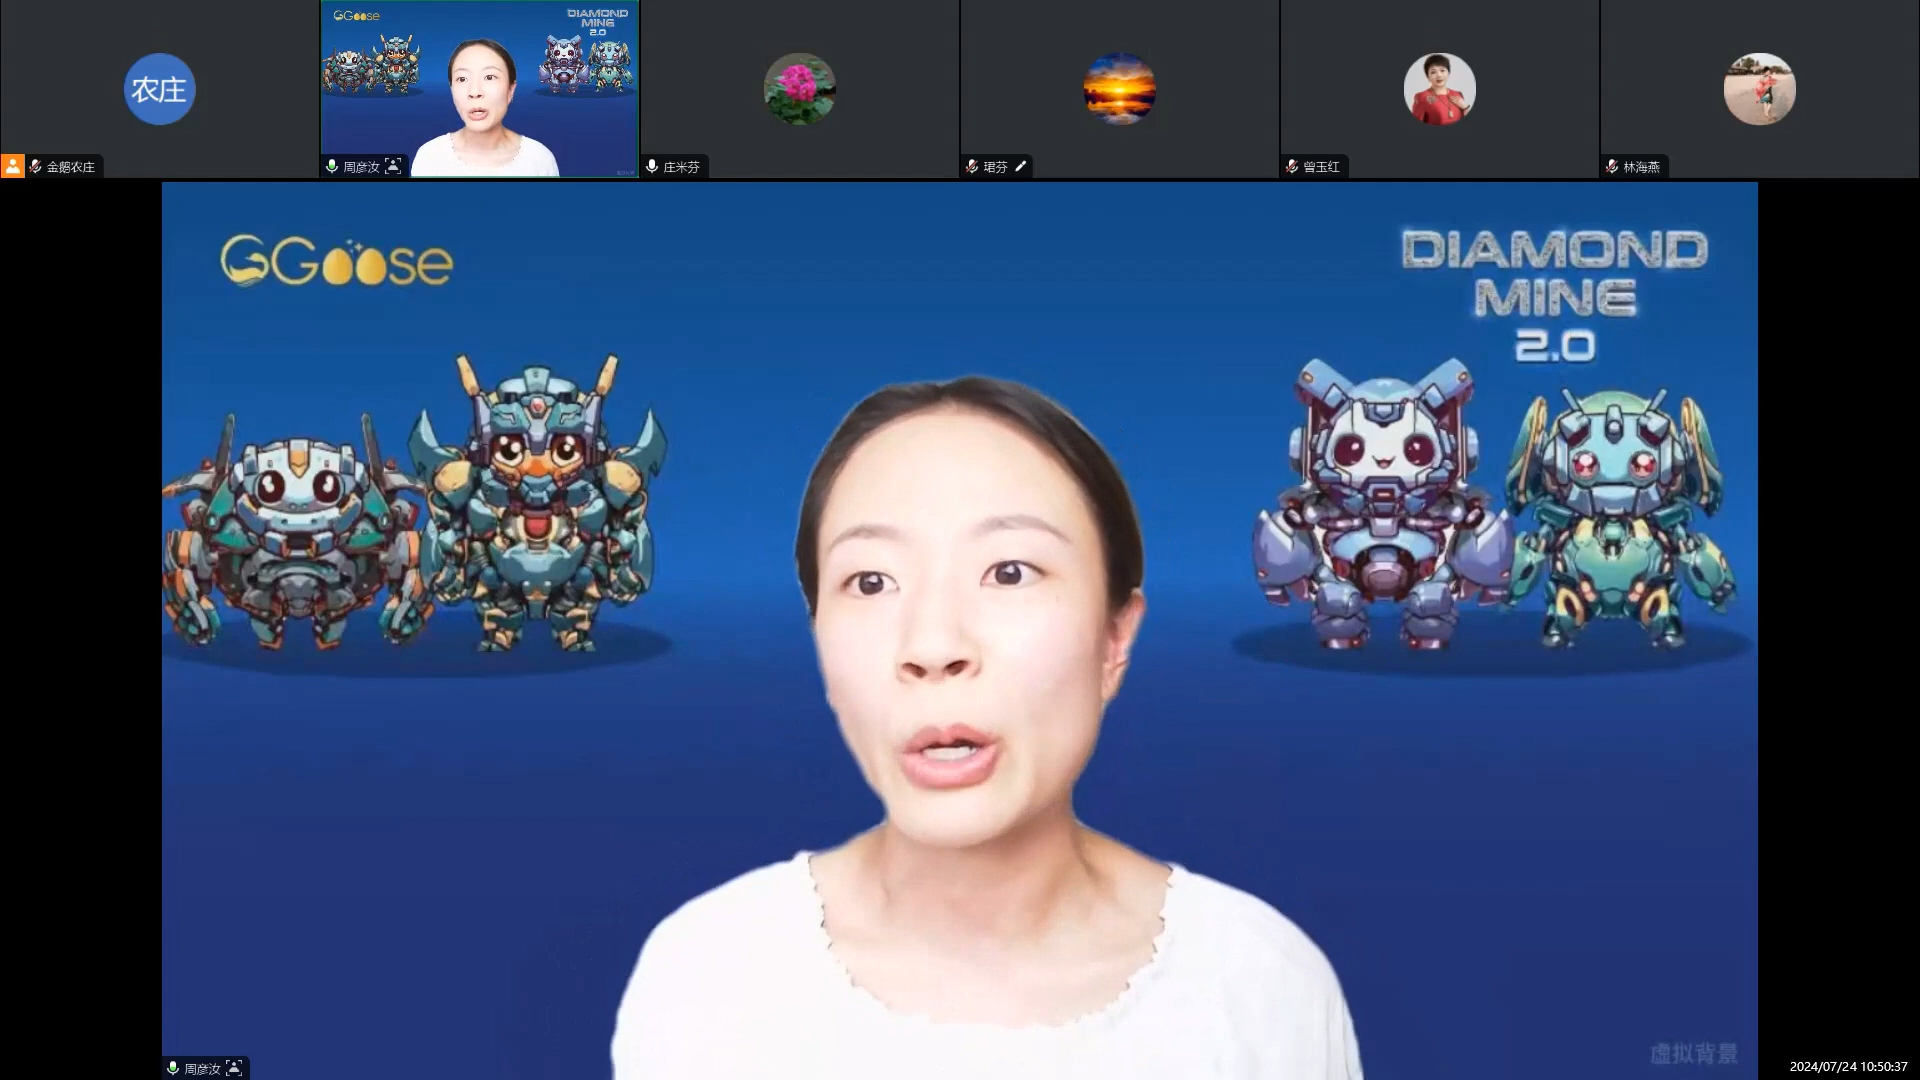 农庄
GGoose
DIAMOND
MINE
2.0
金鹅农庄
周彦汝
庄米芬
珺芬
曾玉红
林海燕
GGoose
DIAMOND
MINE
2.0
周彦汝
虚拟背景
2024/07/24 10:50:37